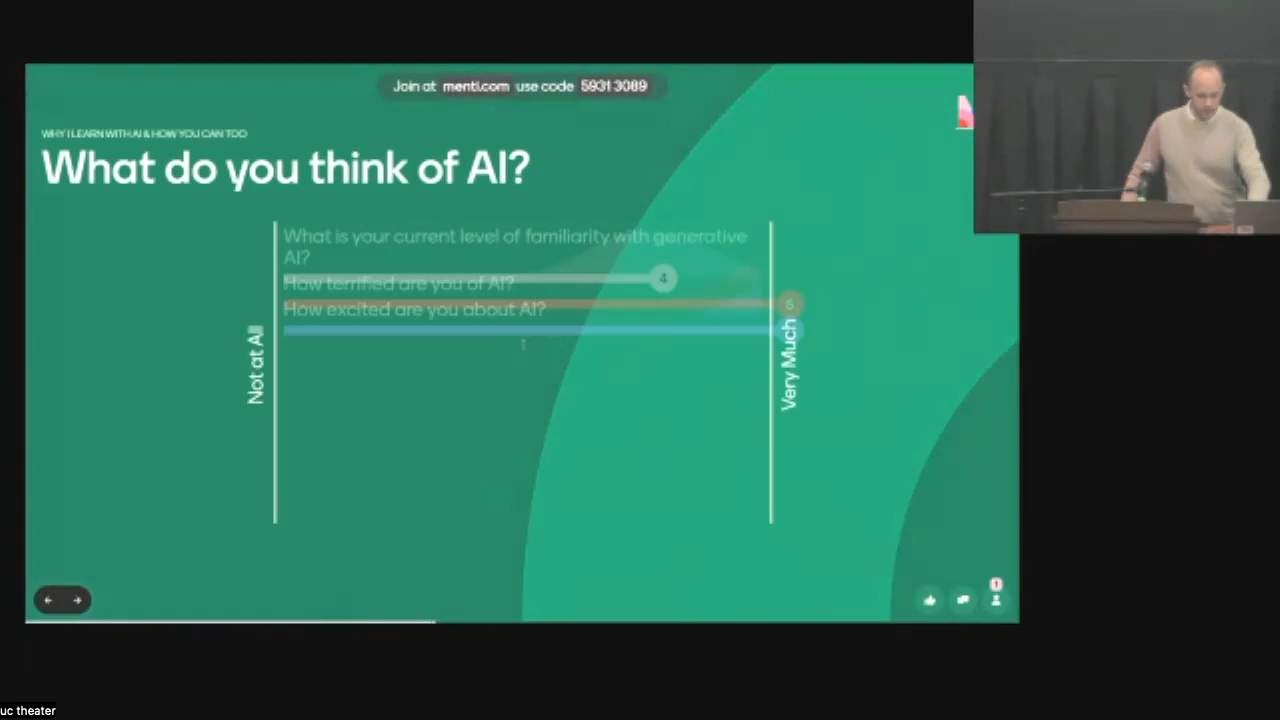 Join at menti.com use code 5931 3089
WHY I LEARN WITH AI & HOW YOU CAN TOO
What do you think of AI?
What is your current level of familiarity with generative
AI?
4
How terrified are you of AI?
How excited are you about AI?
Not at All
Very Much
1
uc theater